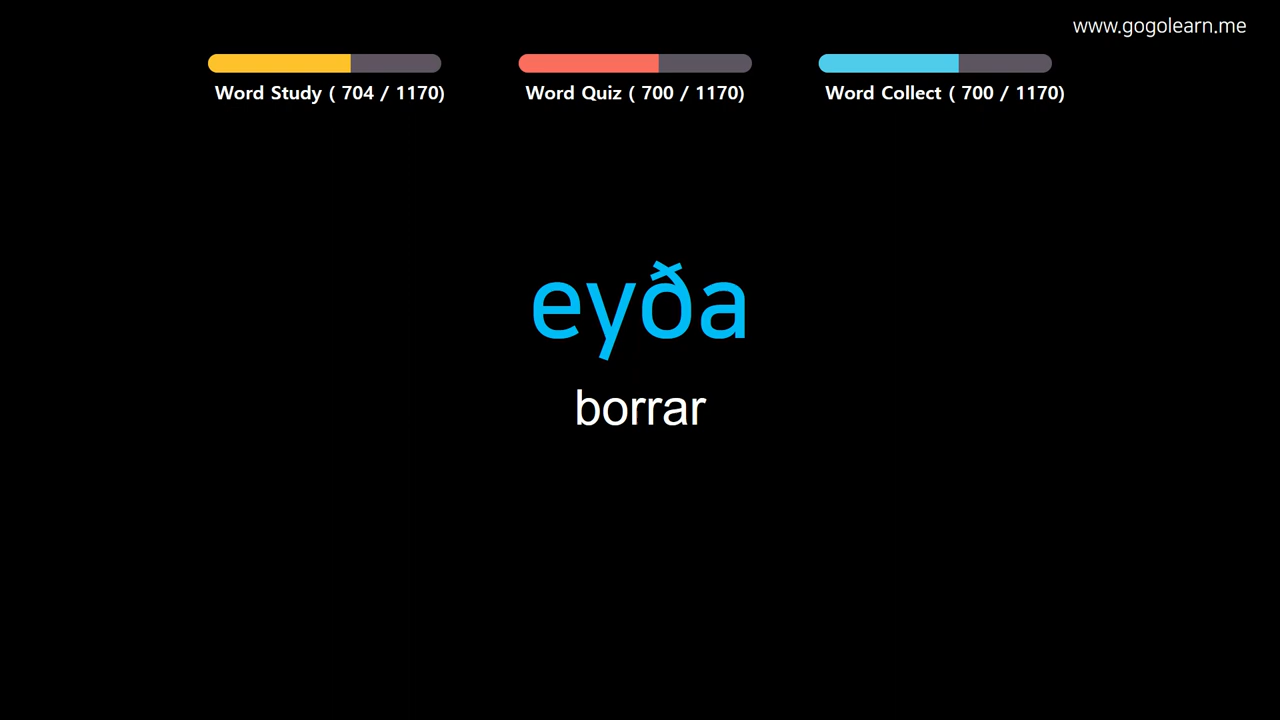 www.gogolearn.me
Word Study ( 704 / 1170)
Word Quiz ( 700 / 1170)
Word Collect ( 700 / 1170)
eyða
borrar